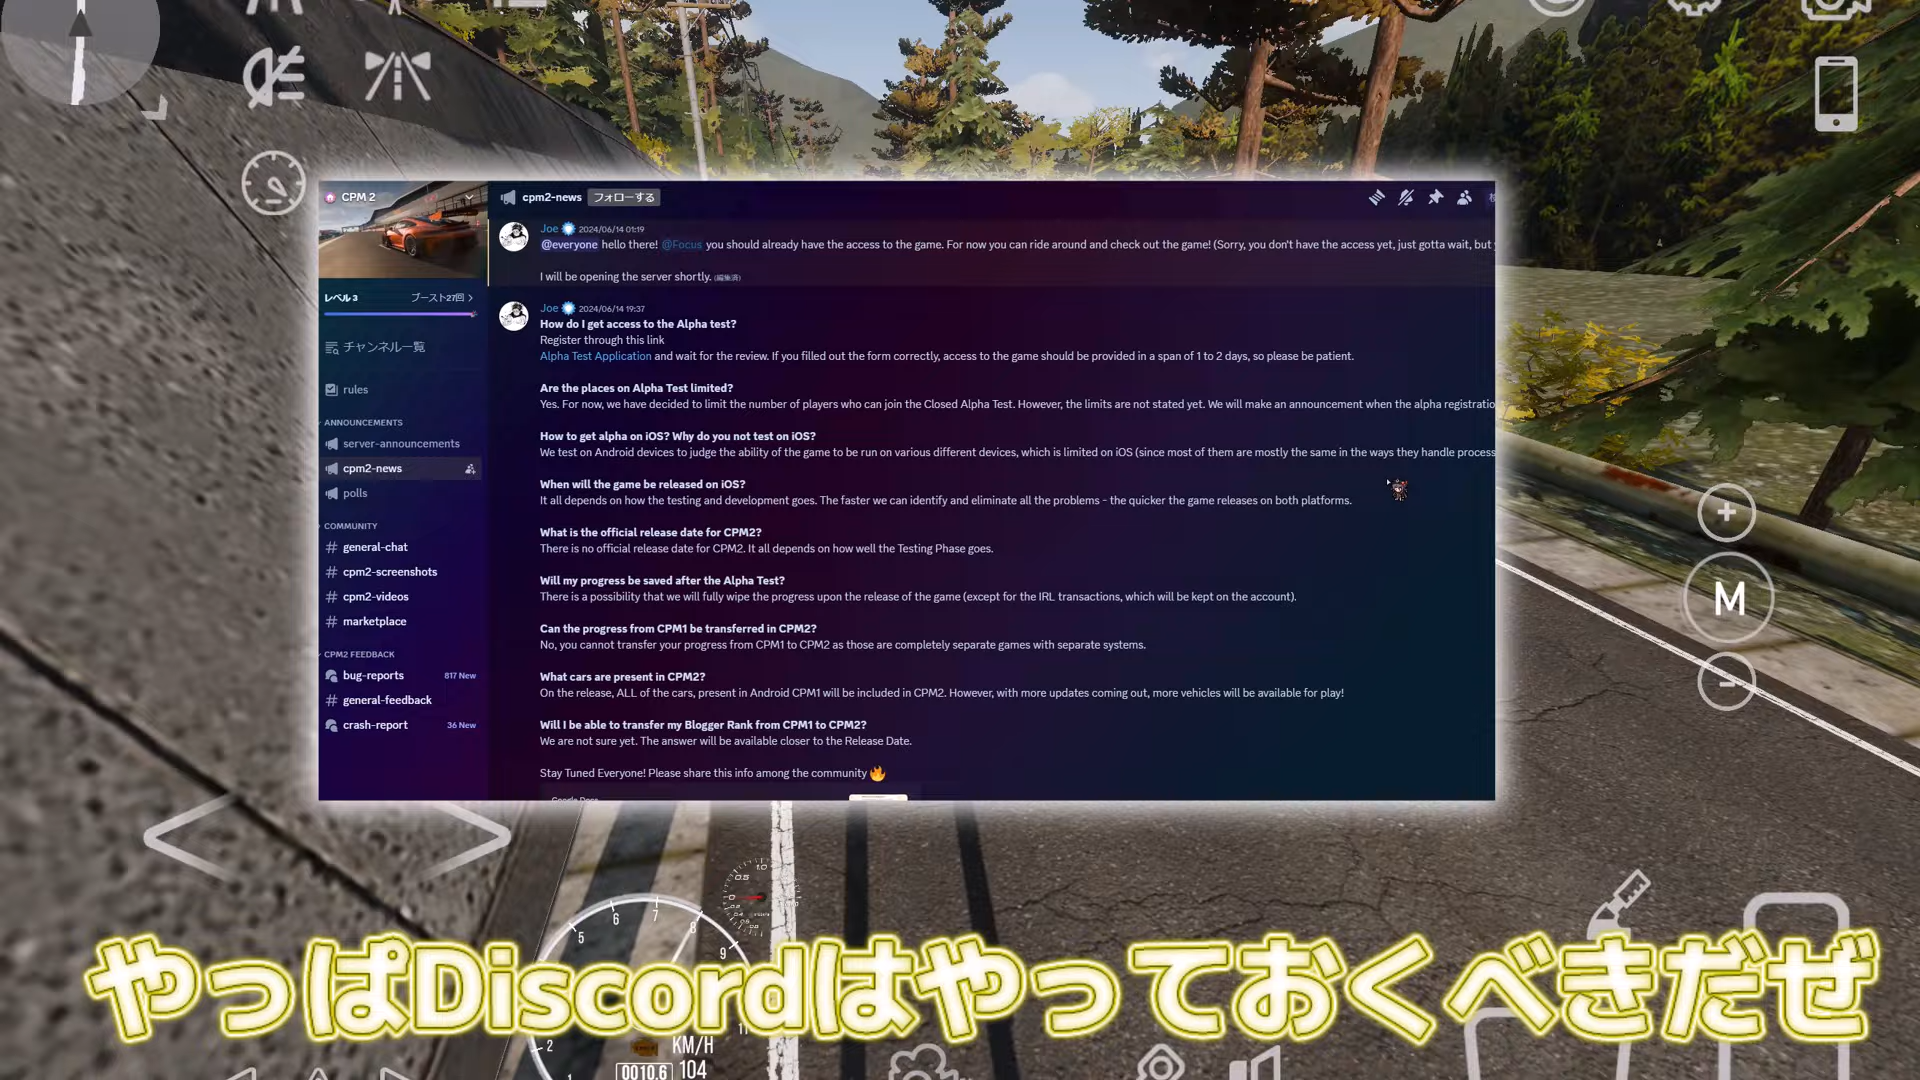 CPM 2
レベル 3
ブースト27回
チャンネル一覧
rules
ANNOUNCEMENTS
server-announcements
cpm2-news
polls
COMMUNITY
general-chat
cpm2-screenshots
cpm2-videos
marketplace
CPM2 FEEDBACK
bug-reports
817 New
general-feedback
crash-report
36 New
cpm2-news
フォローする
Joe 2024/06/14 01:19
@everyone hello there! @Focus you should already have the access to the game. For now you can ride around and check out the game! (Sorry, you don't have the access yet, just gotta wait, but
I will be opening the server shortly. (編集済)
Joe 2024/06/14 19:37
How do I get access to the Alpha test?
Register through this link
Alpha Test Application and wait for the review. If you filled out the form correctly, access to the game should be provided in a span of 1 to 2 days, so please be patient.
Are the places on Alpha Test limited?
Yes. For now, we have decided to limit the number of players who can join the Closed Alpha Test. However, the limits are not stated yet. We will make an announcement when the alpha registratio
How to get alpha on iOS? Why do you not test on iOS?
We test on Android devices to judge the ability of the game to be run on various different devices, which is limited on iOS (since most of them are mostly the same in the ways they handle process
When will the game be released on iOS?
It all depends on how the testing and development goes. The faster we can identify and eliminate all the problems - the quicker the game releases on both platforms.
What is the official release date for CPM2?
There is no official release date for CPM2. It all depends on how well the Testing Phase goes.
Will my progress be saved after the Alpha Test?
There is a possibility that we will fully wipe the progress upon the release of the game (except for the IRL transactions, which will be kept on the account).
Can the progress from CPM1 be transferred in CPM2?
No, you cannot transfer your progress from CPM1 to CPM2 as those are completely separate games with separate systems.
What cars are present in CPM2?
On the release, ALL of the cars, present in Android CPM1 will be included in CPM2. However, with more updates coming out, more vehicles will be available for play!
Will I be able to transfer my Blogger Rank from CPM1 to CPM2?
We are not sure yet. The answer will be available closer to the Release Date.
Stay Tuned Everyone! Please share this info among the community
Google Docs
M
0.5
1.0
5
6
7
8
9
11
2
KM/H
0010.6
104
やっぱDiscordはやっておくべきだぜ